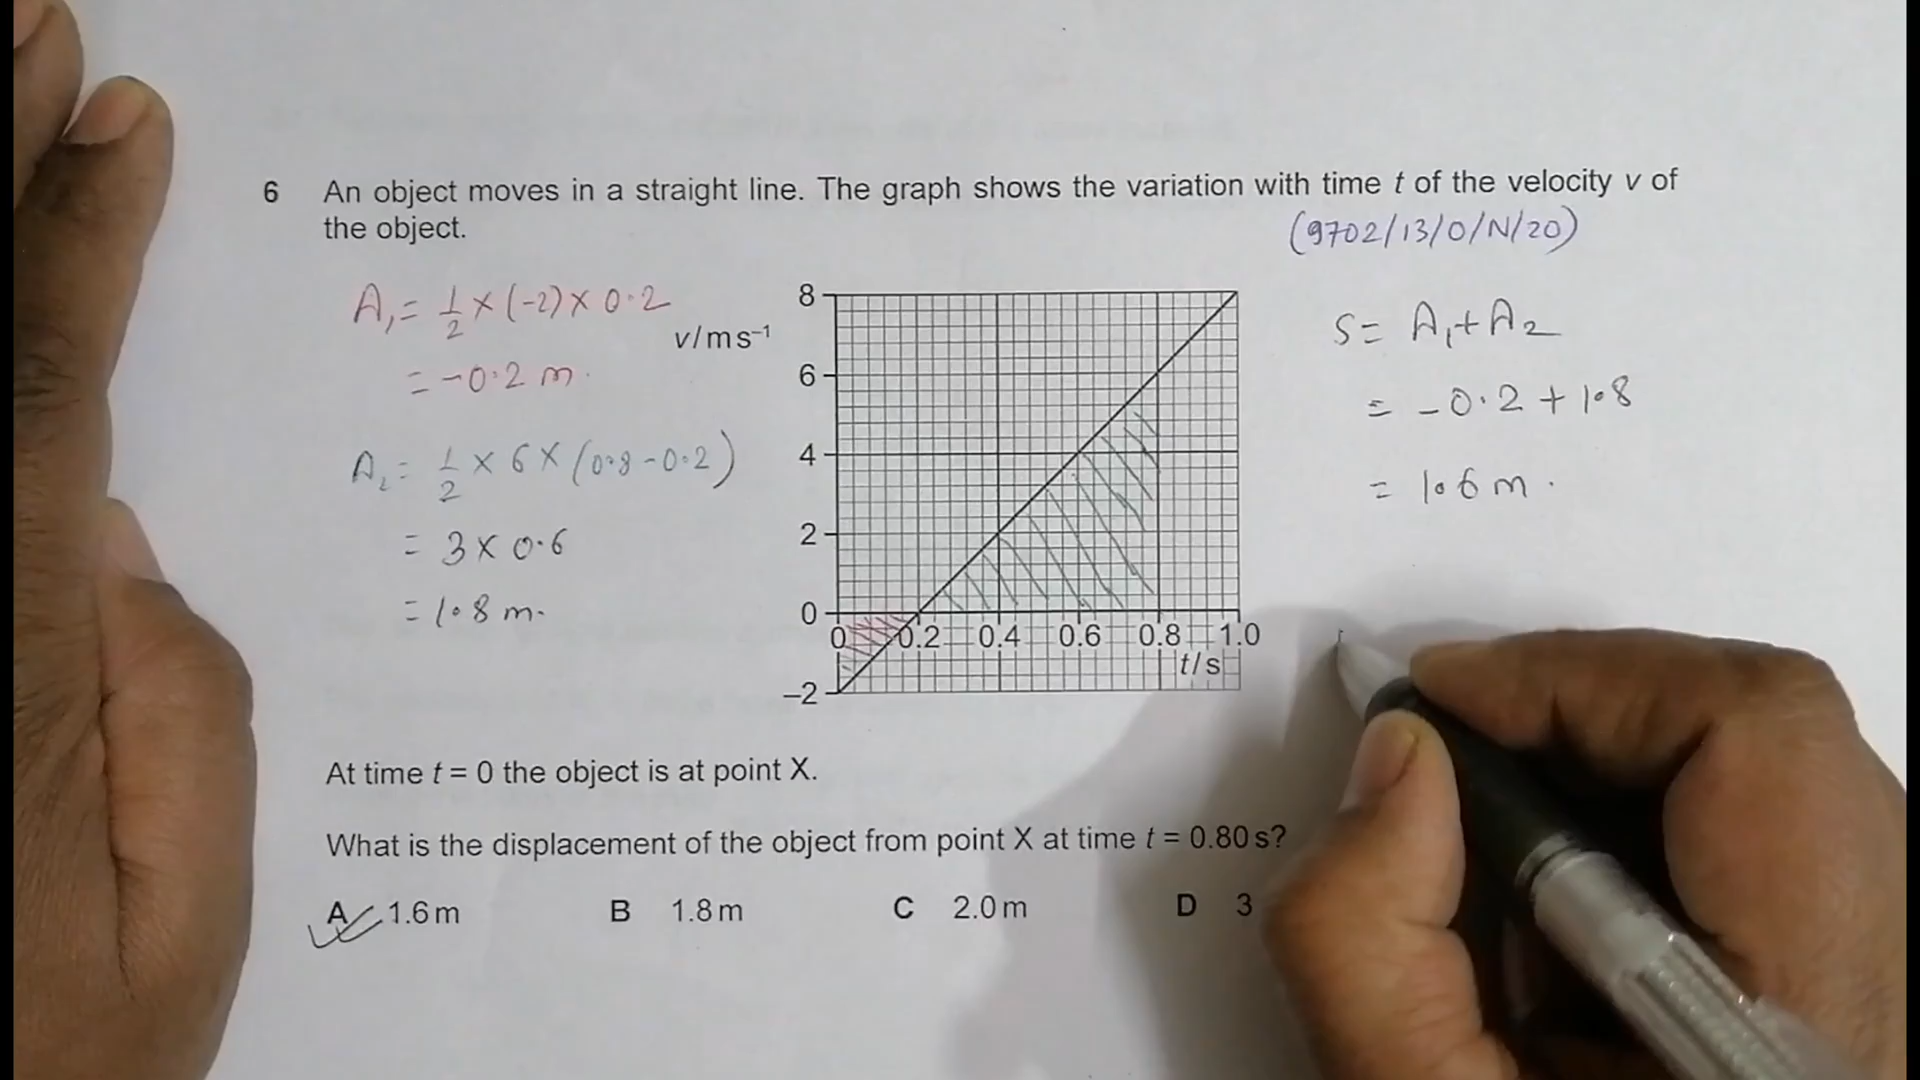 6 An object moves in a straight line. The graph shows the variation with time t of the velocity v of
the object.
(9702/13/O/N/20)
A₁= 1/2 × (-2) × 0.2
= -0.2 m.
A₂= 1/2 × 6 × (0.8-0.2)
= 3 × 0.6
= 1.8 m.
v/ms⁻¹
8
6
4
2
0
–2
0 0.2 0.4 0.6 0.8 1.0
t/s
S= A₁+A₂
= -0.2 + 1.8
= 1.6 m.
At time t = 0 the object is at point X.
What is the displacement of the object from point X at time t = 0.80 s?
A 1.6 m B 1.8 m C 2.0 m D 3